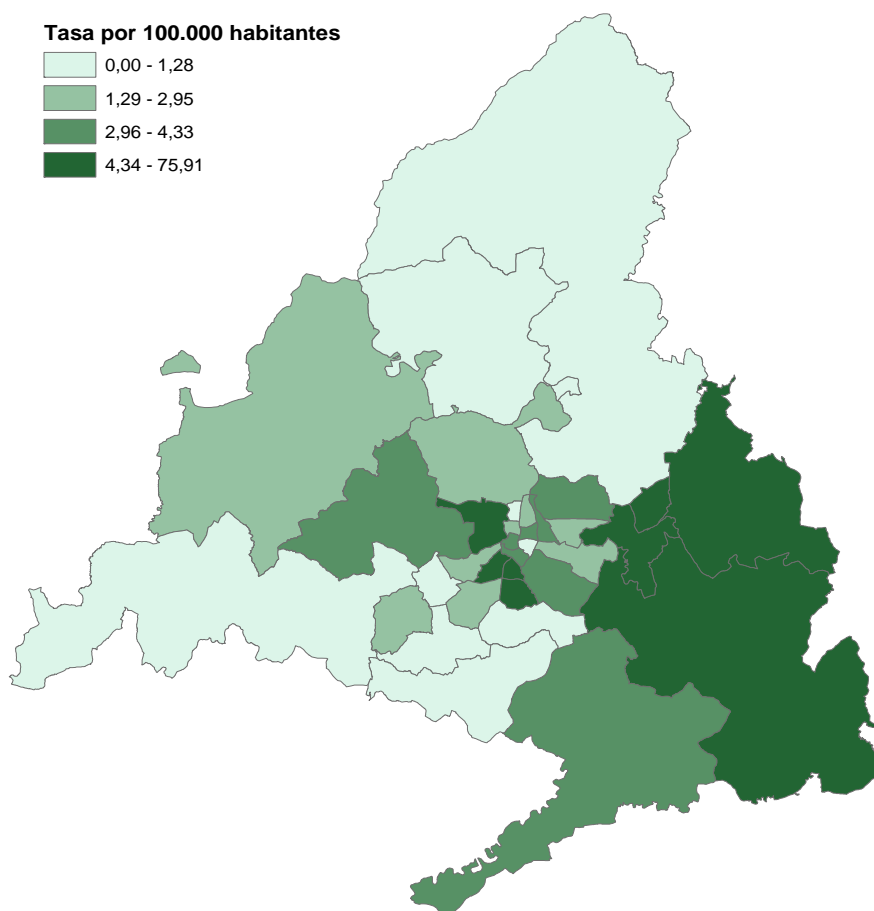 Tasa por 100.000 habitantes
0,00 - 1,28
1,29 - 2,95
2,96 - 4,33
4,34 - 75,91